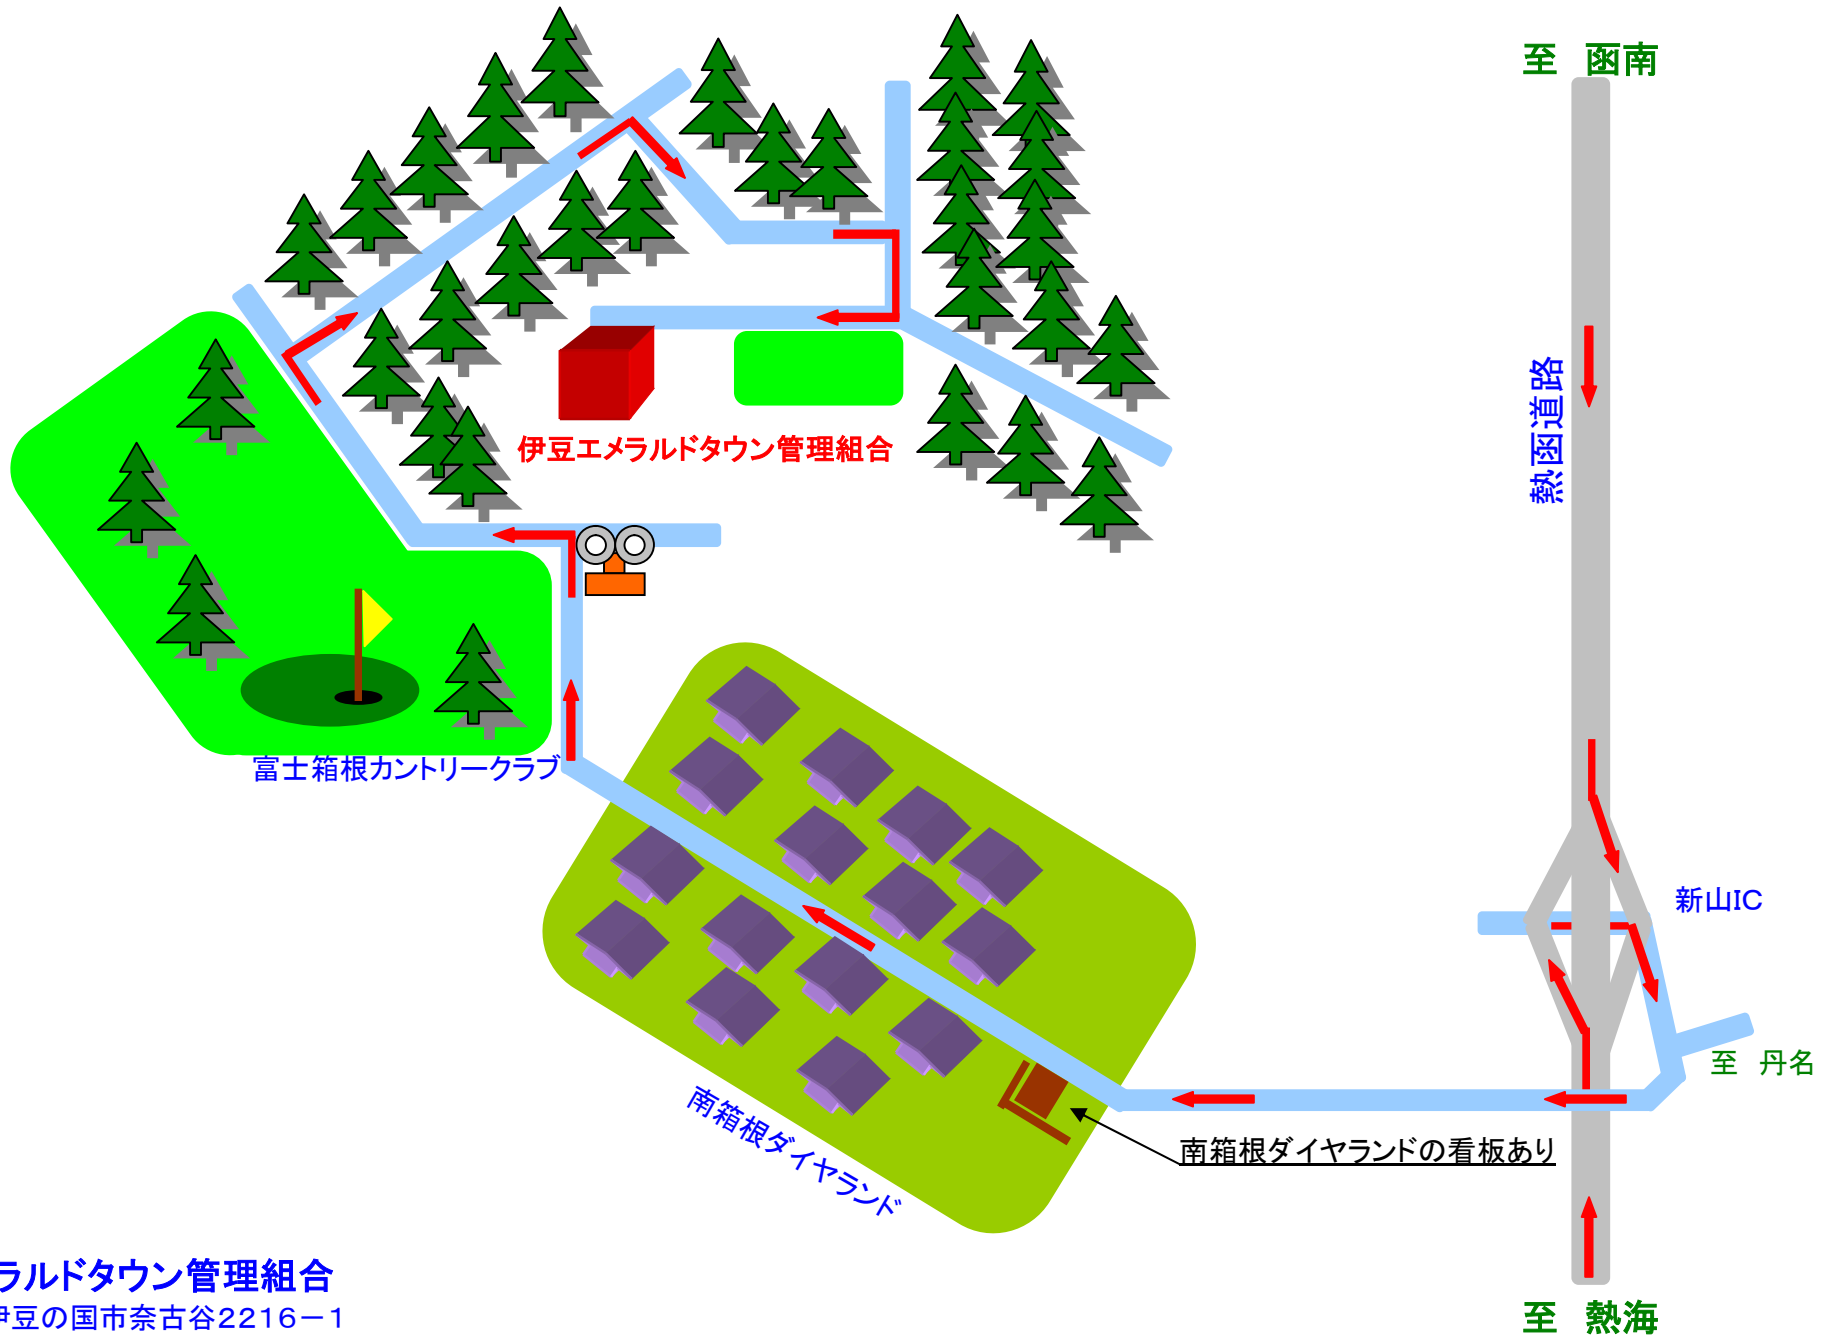 至　函南
熱函道路
伊豆エメラルドタウン管理組合
富士箱根カントリークラブ
新山IC
至　丹名
南箱根ダイヤランド
南箱根ダイヤランドの看板あり
ラルドタウン管理組合
伊豆の国市奈古谷2216－1
至　熱海